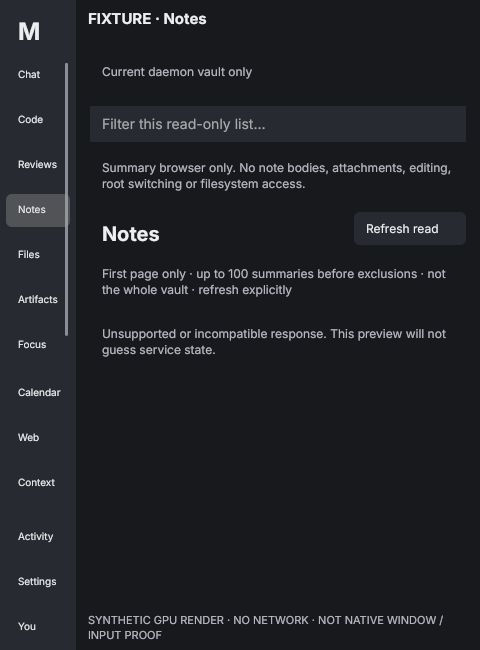 M
Chat
Code
Reviews
Notes
Files
Artifacts
Focus
Calendar
Web
Context
Activity
Settings
You
FIXTURE · Notes
Current daemon vault only
Filter this read-only list...
Summary browser only. No note bodies, attachments, editing,
root switching or filesystem access.
Notes
Refresh read
First page only · up to 100 summaries before exclusions · not
the whole vault · refresh explicitly
Unsupported or incompatible response. This preview will not
guess service state.
SYNTHETIC GPU RENDER · NO NETWORK · NOT NATIVE WINDOW /
INPUT PROOF